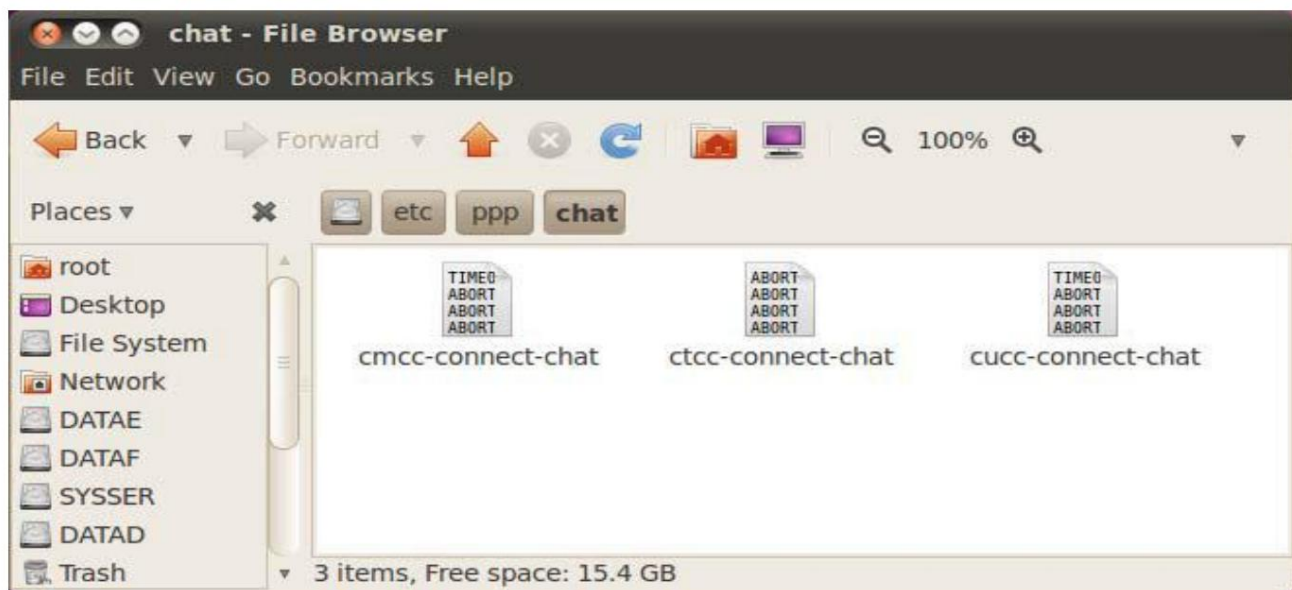 chat - File Browser
File Edit View Go Bookmarks Help
Back Forward 100%
Places etc ppp chat
root
Desktop
File System
Network
DATAE
DATAF
SYSSER
DATAD
Trash
TIMEO
ABORT
ABORT
ABORT
cmcc-connect-chat
ABORT
ABORT
ABORT
ABORT
ctcc-connect-chat
TIMEO
ABORT
ABORT
ABORT
cucc-connect-chat
3 items, Free space: 15.4 GB